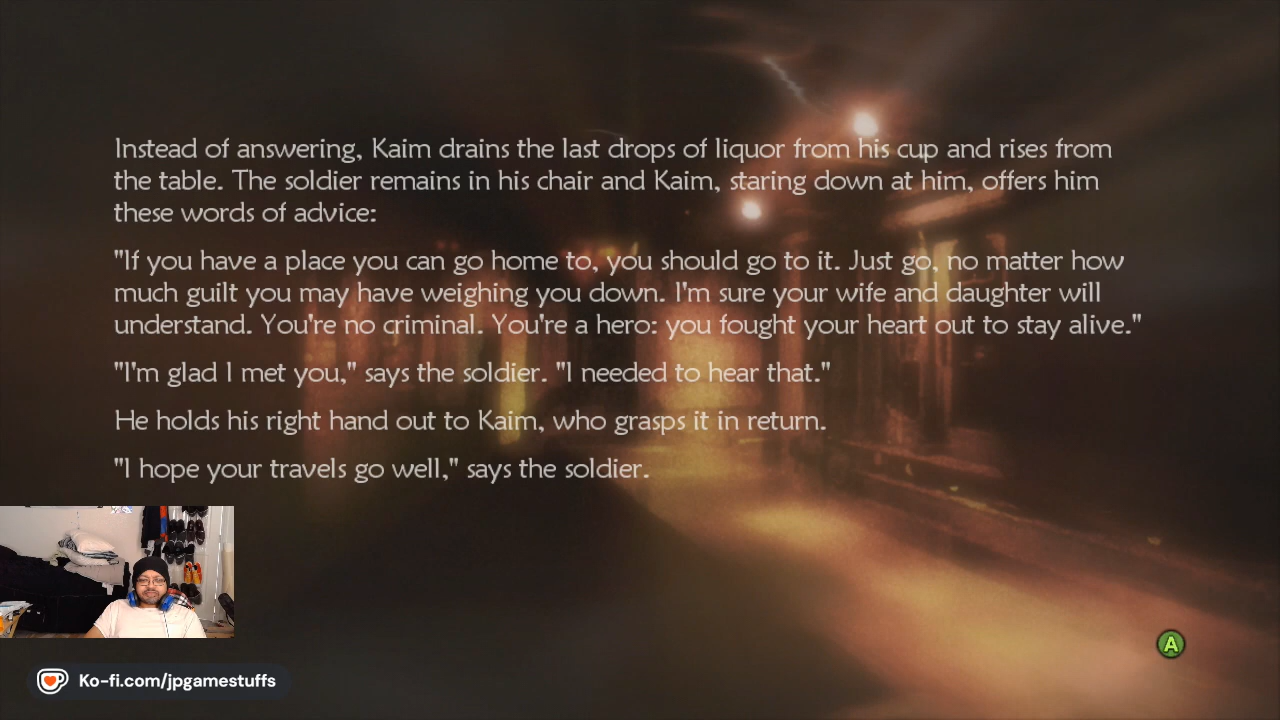 Instead of answering, Kaim drains the last drops of liquor from his cup and rises from
the table. The soldier remains in his chair and Kaim, staring down at him, offers him
these words of advice:
"If you have a place you can go home to, you should go to it. Just go, no matter how
much guilt you may have weighing you down. I'm sure your wife and daughter will
understand. You're no criminal. You're a hero: you fought your heart out to stay alive."
"I'm glad I met you," says the soldier. "I needed to hear that."
He holds his right hand out to Kaim, who grasps it in return.
"I hope your travels go well," says the soldier.
A
Ko-fi.com/jpgamestuffs